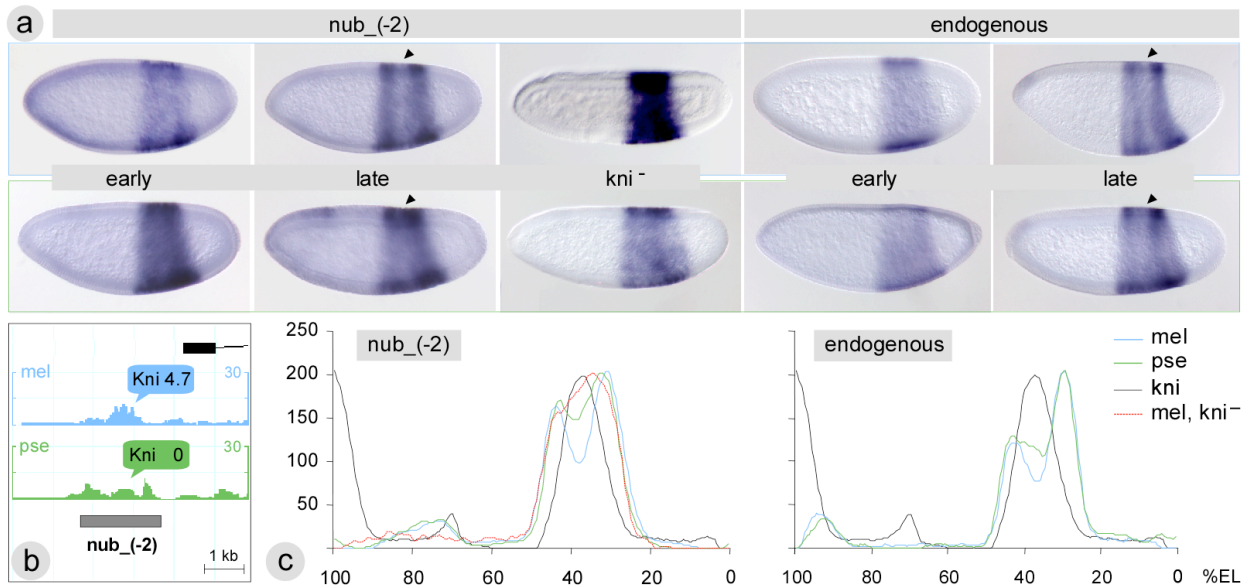 a
nub_(-2)
endogenous
early
late
kni⁻
early
late
b
mel
30
Kni 4.7
pse
30
Kni 0
nub_(-2)
1 kb
c
nub_(-2)
250
200
150
100
50
100 80 60 40 20 0
endogenous
100 80 60 40 20 0 %EL
mel
pse
kni
mel, kni⁻